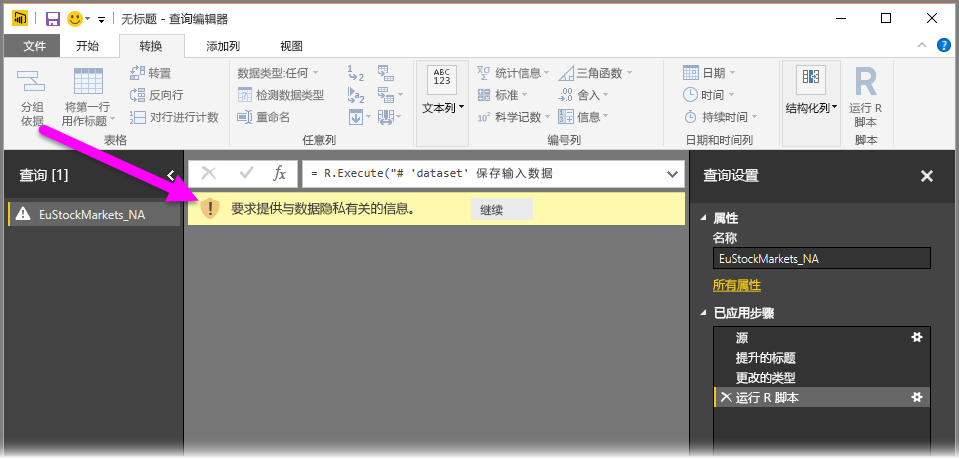 无标题 - 查询编辑器
文件 开始 转换 添加列 视图
分组
依据
将第一行
用作标题
转置
反向行
对行进行计数
表格
数据类型:任何
检测数据类型
重命名
任意列
ABC
123
文本列
统计信息
标准
科学记数
三角函数
舍入
信息
编号列
日期
时间
持续时间
日期和时间列
结构化列
R
运行 R
脚本
脚本
查询 [1]
EuStockMarkets_NA
fx = R.Execute("# 'dataset' 保存输入数据
要求提供与数据隐私有关的信息。 继续
查询设置
属性
名称
EuStockMarkets_NA
所有属性
已应用步骤
源
提升的标题
更改的类型
运行 R 脚本